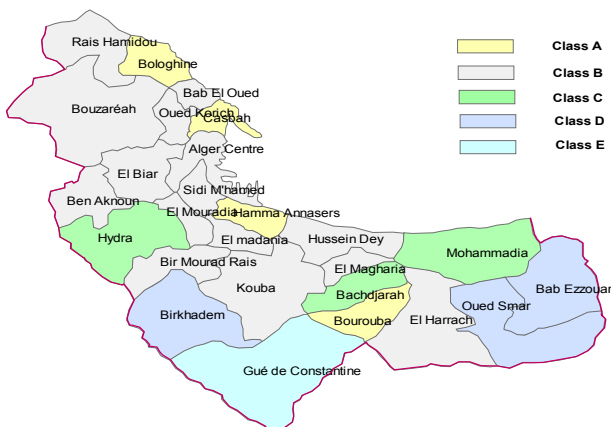 Rais Hamidou
Bologhine
Bab El Oued
Bouzaréah
Oued Korich
Casbah
Alger Centre
El Biar
Sidi M'hamed
Ben Aknoun
El Mouradia
Hamma Annasers
Hydra
El madania
Hussein Dey
Mohammadia
Bir Mourad Rais
El Magharia
Kouba
Bachdjarah
Bab Ezzouar
Oued Smar
Birkhadem
Bourouba
El Harrach
Gué de Constantine
Class A
Class B
Class C
Class D
Class E